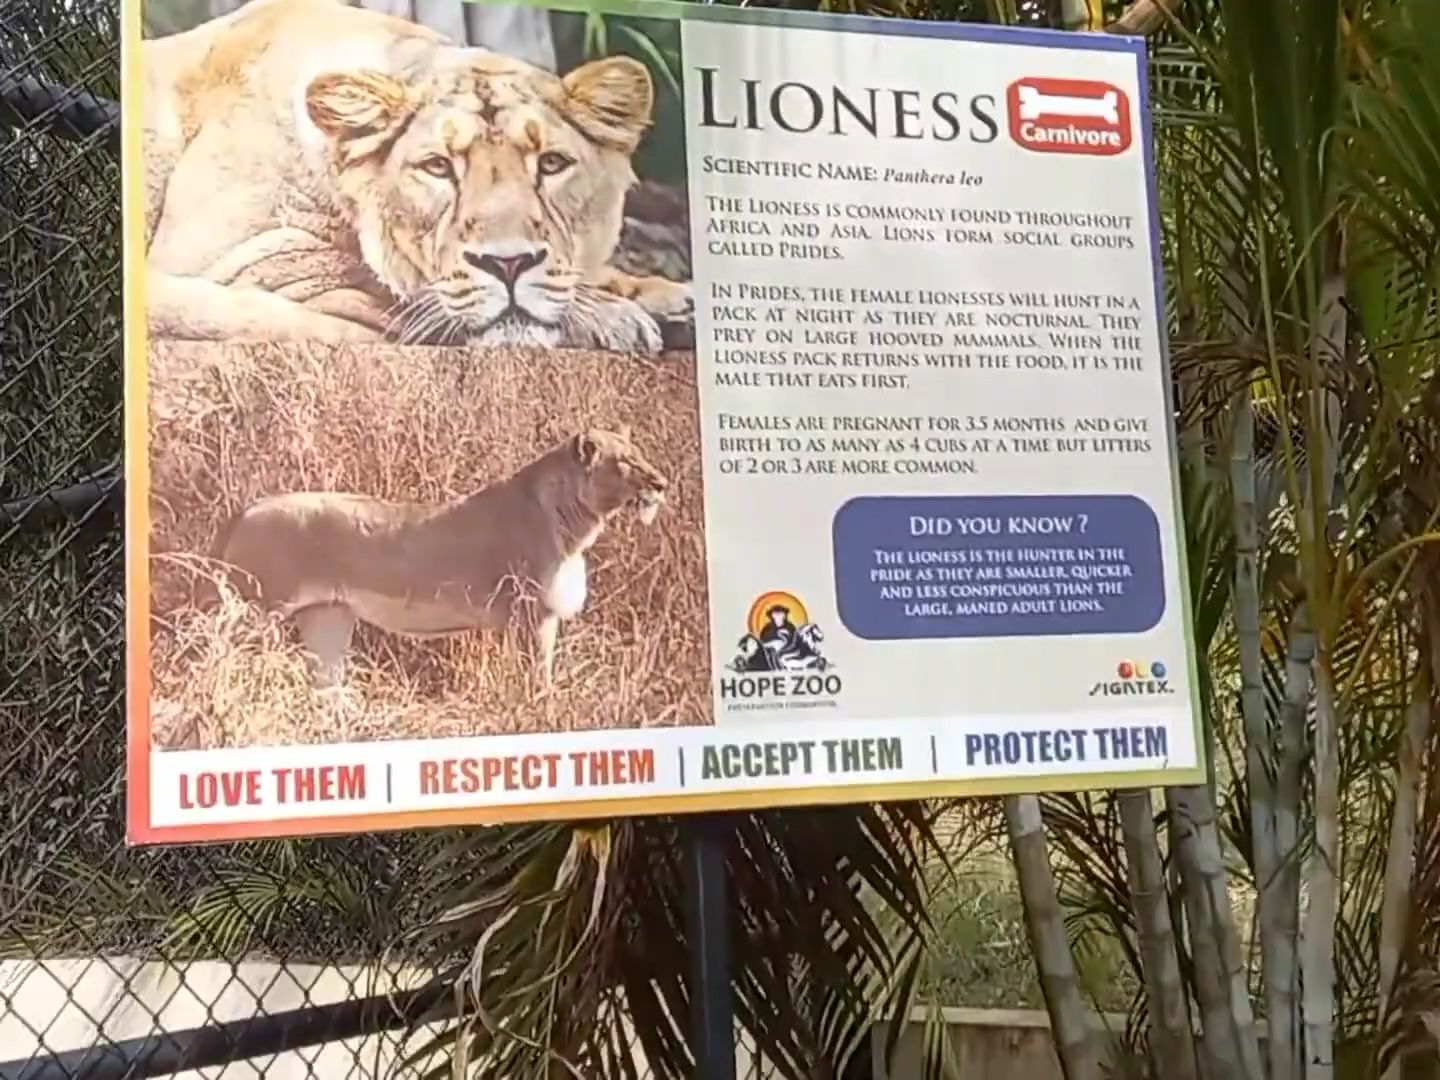 LIONESS
Carnivore
SCIENTIFIC NAME: Panthera leo
THE LIONESS IS COMMONLY FOUND THROUGHOUT
AFRICA AND ASIA. LIONS FORM SOCIAL GROUPS
CALLED PRIDES.
IN PRIDES, THE FEMALE LIONESSES WILL HUNT IN A
PACK AT NIGHT AS THEY ARE NOCTURNAL. THEY
PREY ON LARGE HOOVED MAMMALS. WHEN THE
LIONESS PACK RETURNS WITH THE FOOD, IT IS THE
MALE THAT EATS FIRST.
FEMALES ARE PREGNANT FOR 3.5 MONTHS AND GIVE
BIRTH TO AS MANY AS 4 CUBS AT A TIME BUT LITTERS
OF 2 OR 3 ARE MORE COMMON.
DID YOU KNOW ?
THE LIONESS IS THE HUNTER IN THE
PRIDE AS THEY ARE SMALLER, QUICKER
AND LESS CONSPICUOUS THAN THE
LARGE, MANED ADULT LIONS.
HOPE ZOO
PRESERVATION FOUNDATION
SIGNTEX
LOVE THEM | RESPECT THEM | ACCEPT THEM | PROTECT THEM